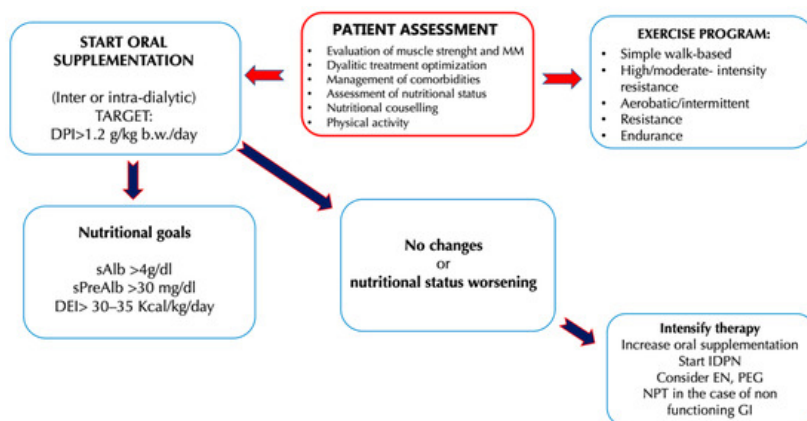 PATIENT ASSESSMENT
• Evaluation of muscle strenght and MM
• Dyalitic treatment optimization
• Management of comorbidities
• Assessment of nutritional status
• Nutritional couselling
• Physical activity
START ORAL
SUPPLEMENTATION
(Inter or intra-dialytic)
TARGET:
DPI>1.2 g/kg b.w./day
EXERCISE PROGRAM:
• Simple walk-based
• High/moderate- intensity
resistance
• Aerobatic/intermittent
• Resistance
• Endurance
Nutritional goals
sAlb >4g/dl
sPreAlb >30 mg/dl
DEI> 30–35 Kcal/kg/day
No changes
or
nutritional status worsening
Intensify therapy
Increase oral supplementation
Start IDPN
Consider EN, PEG
NPT in the case of non
functioning GI